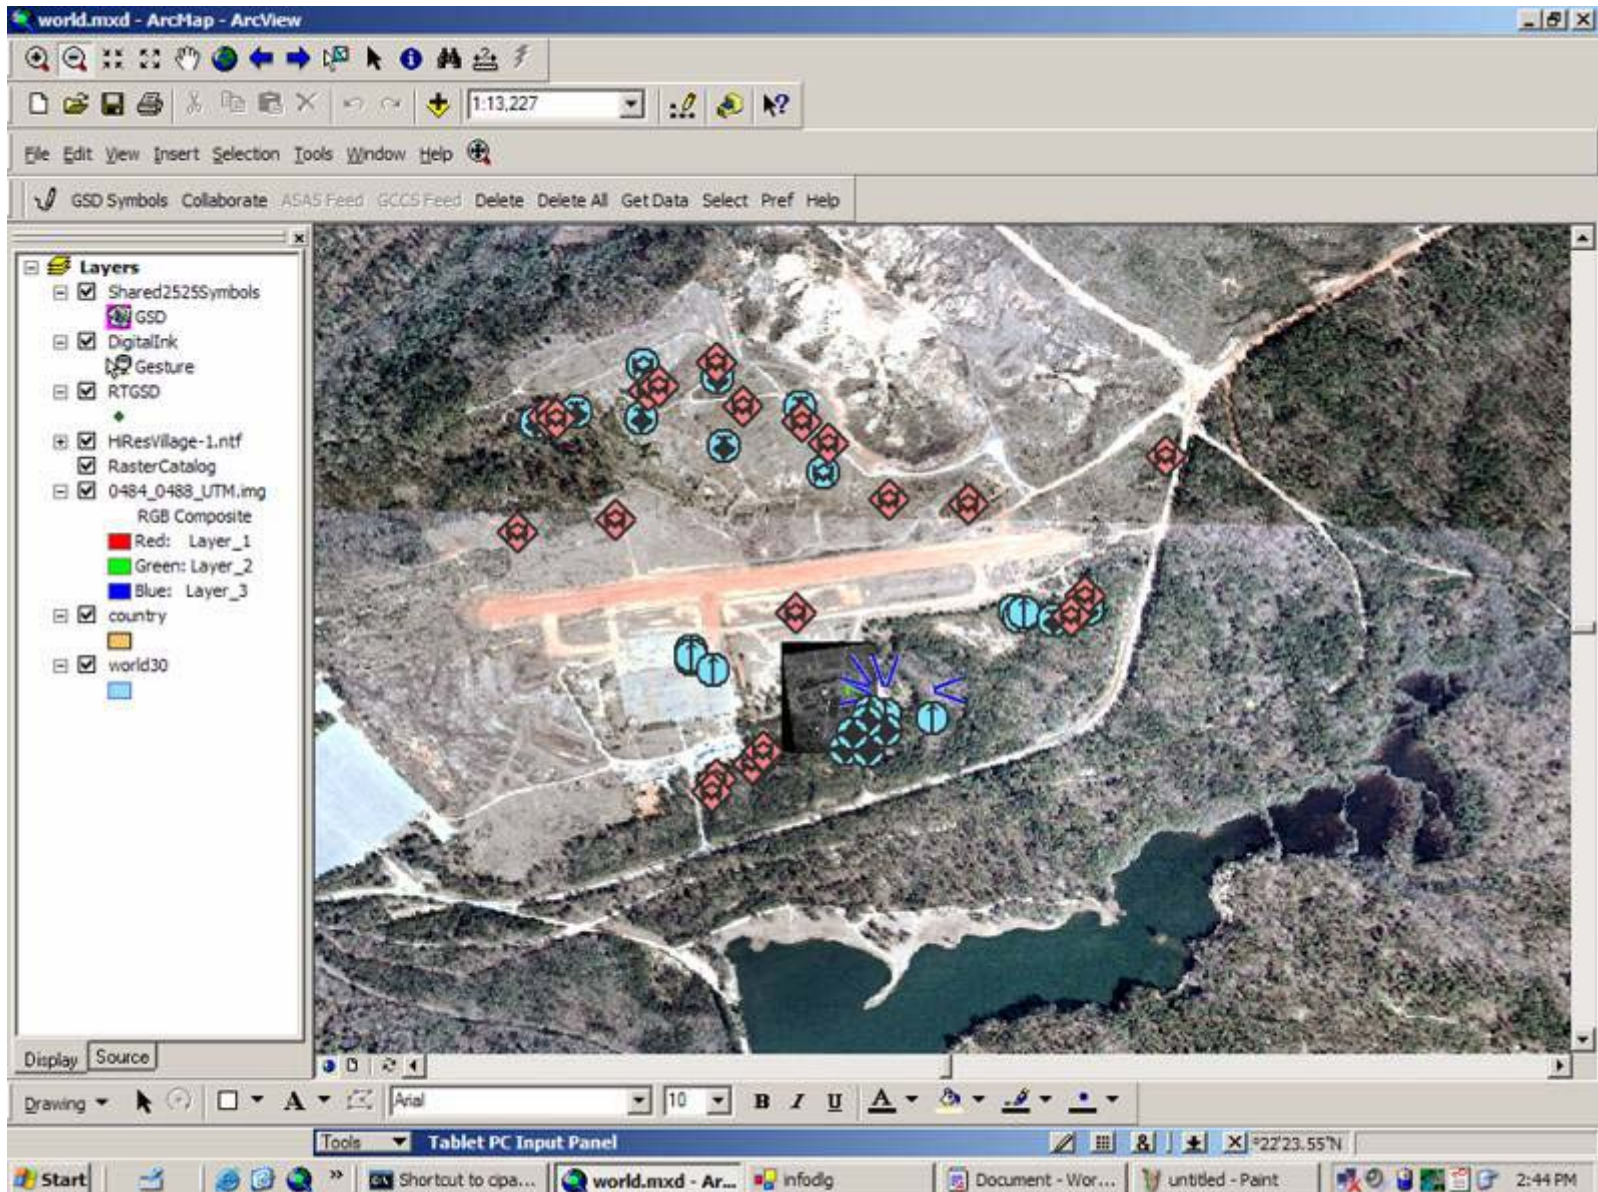 world.mxd - ArcMap - ArcView
1:13,227
File Edit View Insert Selection Tools Window Help
GSD Symbols Collaborate ASAS Feed GCCS Feed Delete Delete All Get Data Select Pref Help
Layers
Shared2525Symbols
GSD
DigitalInk
Gesture
RTGSD
HiResVillage-1.ntf
RasterCatalog
0484_0488_UTM.img
RGB Composite
Red: Layer_1
Green: Layer_2
Blue: Layer_3
country
world30
Display Source
Drawing A Arial 10 B I U A
Tools Tablet PC Input Panel & °22'23.55"N
Start » Shortcut to cipa... world.mxd - Ar... infodlg Document - Wor... untitled - Paint 2:44 PM